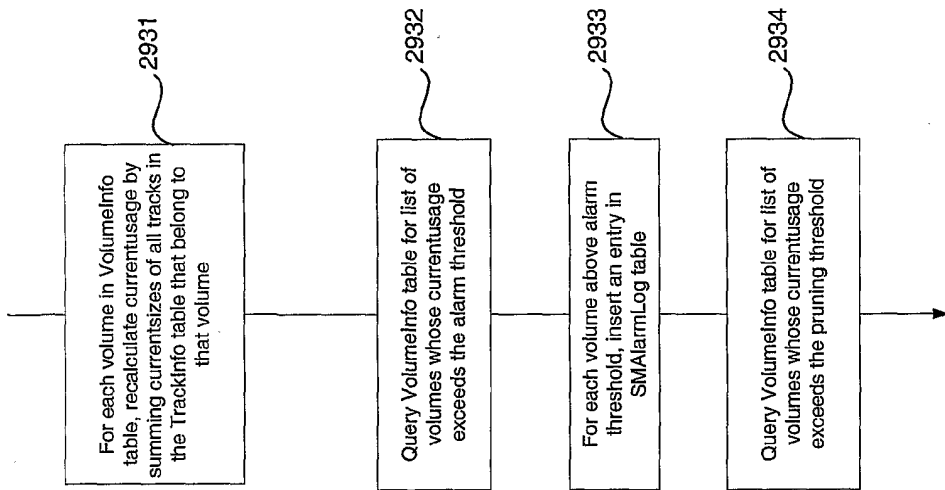 For each volume in VolumeInfo
table, recalculate currentusage by
summing currentsizes of all tracks in
the TrackInfo table that belong to
that volume
2931
Query VolumeInfo table for list of
volumes whose currentusage
exceeds the alarm threshold
2932
For each volume above alarm
threshold, insert an entry in
SMAlarmLog table
2933
Query VolumeInfo table for list of
volumes whose currentusage
exceeds the pruning threshold
2934